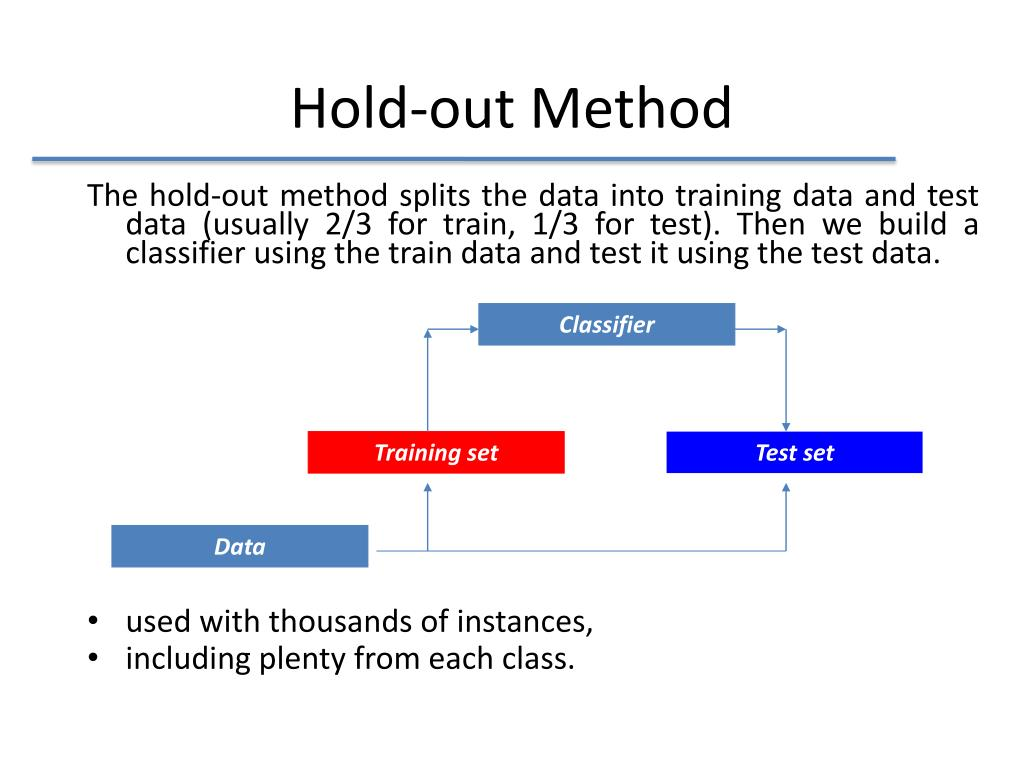 Hold-out Method
The hold-out method splits the data into training data and test
data (usually 2/3 for train, 1/3 for test). Then we build a
classifier using the train data and test it using the test data.
Classifier
Training set
Test set
Data
• used with thousands of instances,
• including plenty from each class.